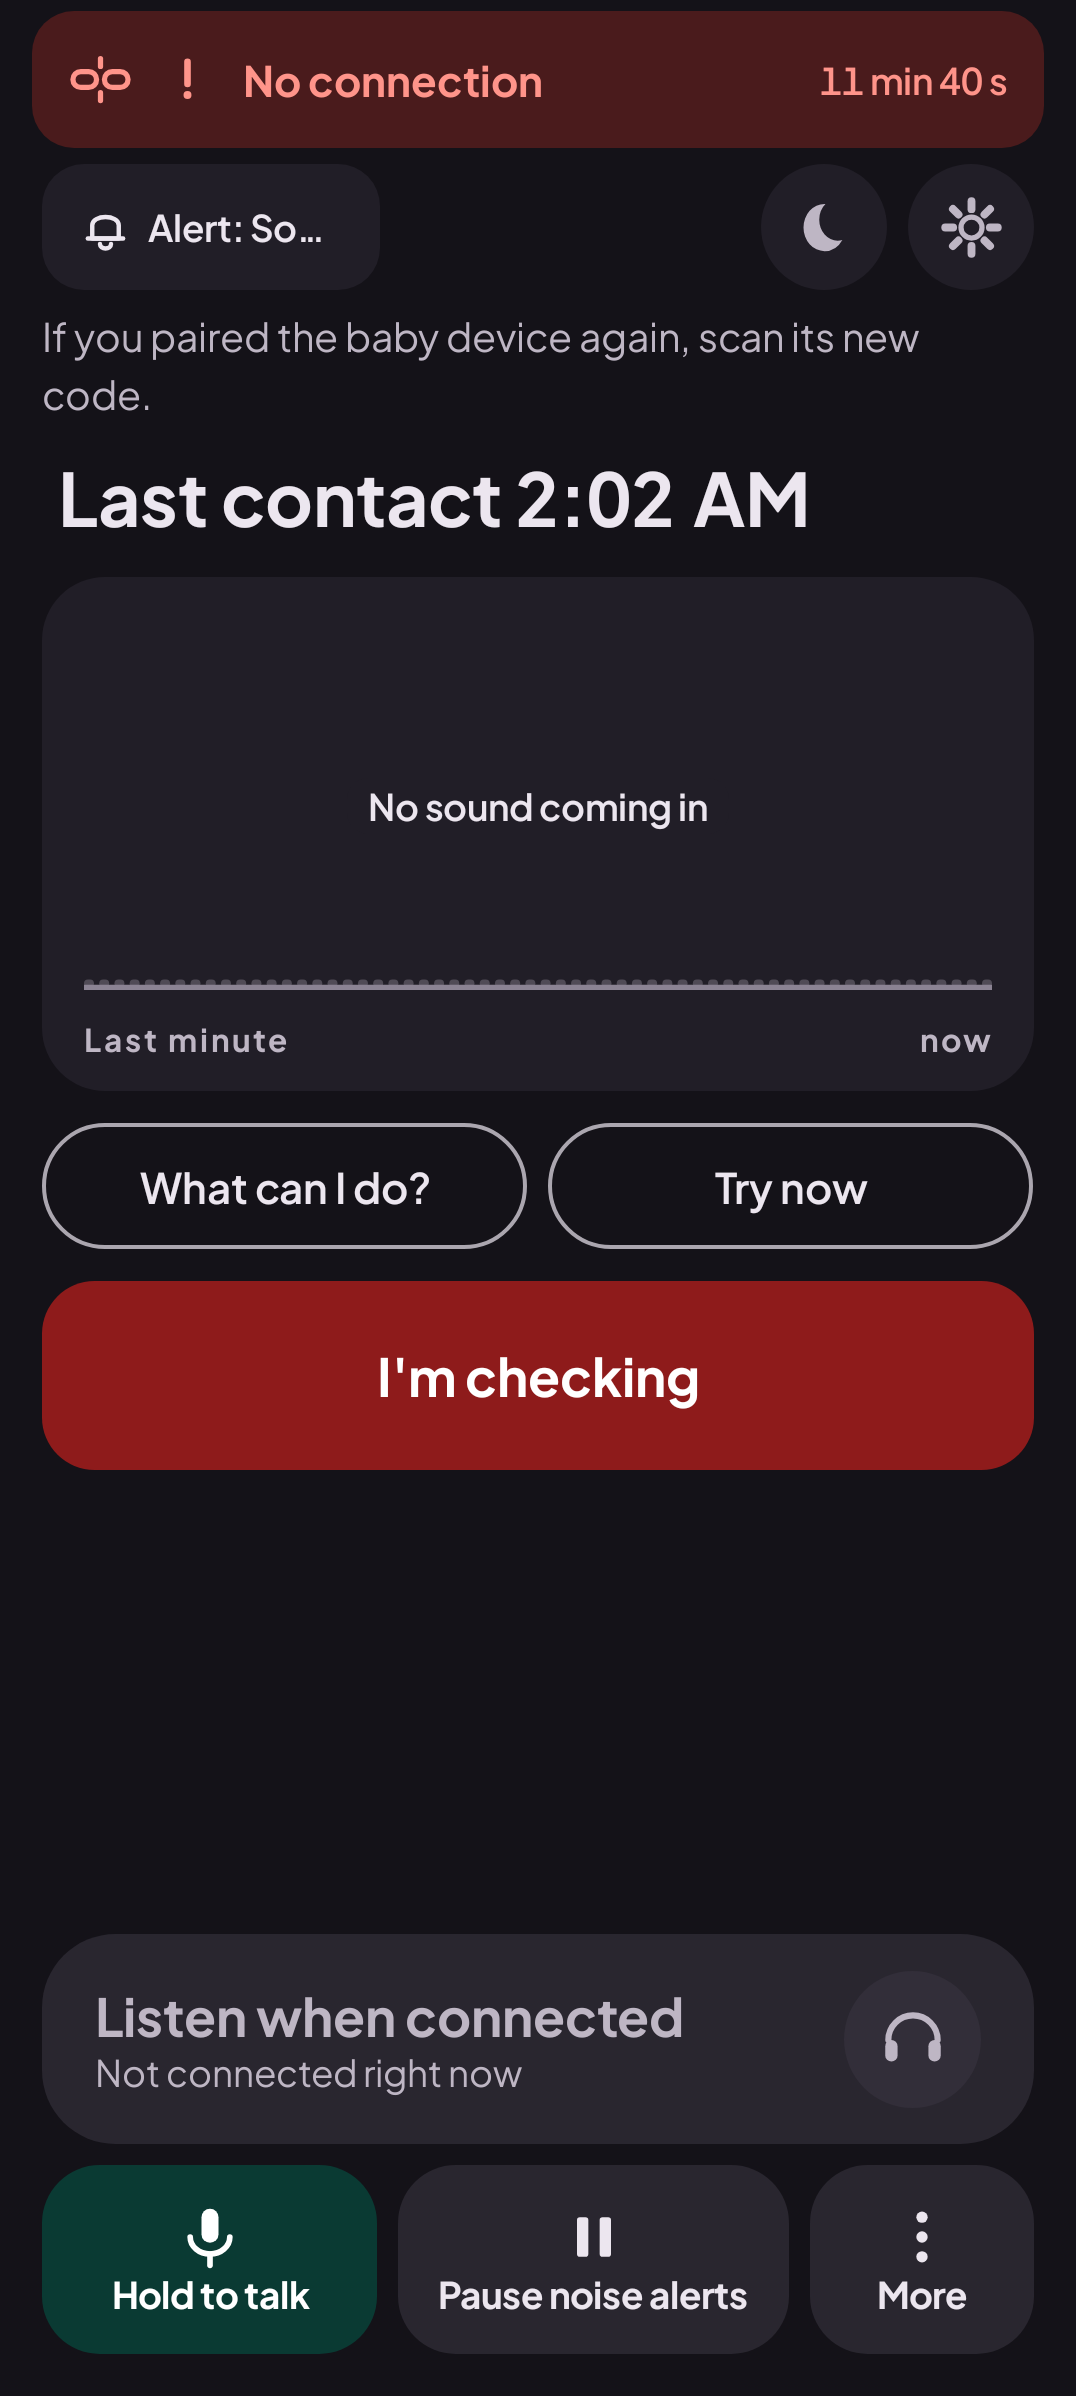 No connection
11 min 40 s
Alert: So...
If you paired the baby device again, scan its new
code.
Last contact 2:02 AM
No sound coming in
Last minute
now
What can I do?
Try now
I'm checking
Listen when connected
Not connected right now
Hold to talk
Pause noise alerts
More